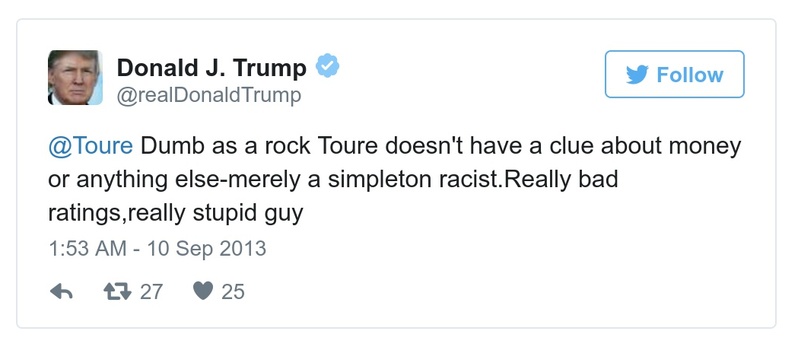 Donald J. Trump
@realDonaldTrump
Follow
@Toure Dumb as a rock Toure doesn't have a clue about money
or anything else-merely a simpleton racist.Really bad
ratings,really stupid guy
1:53 AM - 10 Sep 2013
27 25